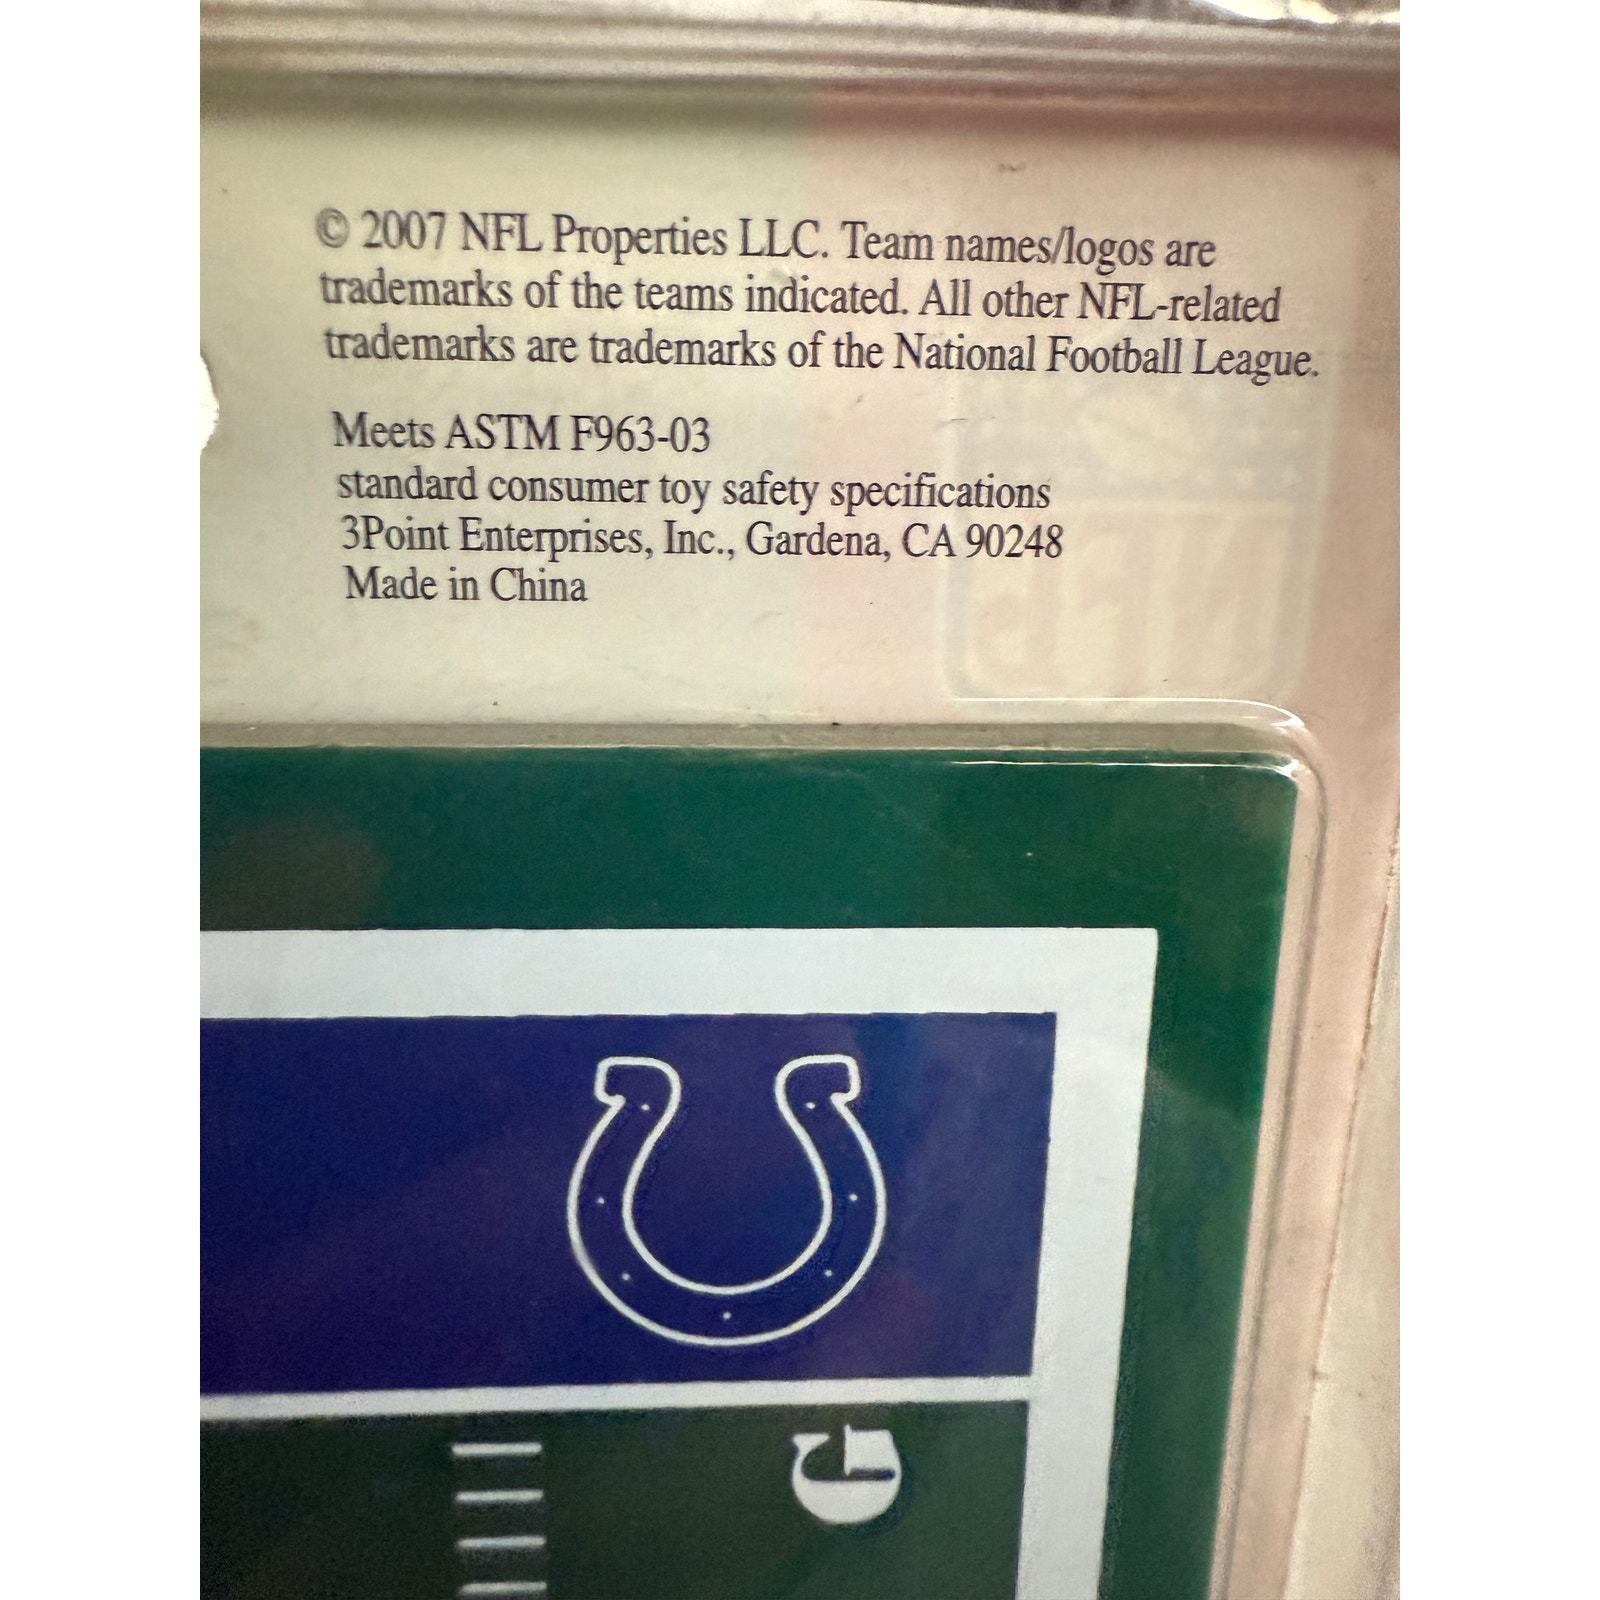 © 2007 NFL Properties LLC. Team names/logos are
trademarks of the teams indicated. All other NFL-related
trademarks are trademarks of the National Football League.
Meets ASTM F963-03
standard consumer toy safety specifications
3Point Enterprises, Inc., Gardena, CA 90248
Made in China
G